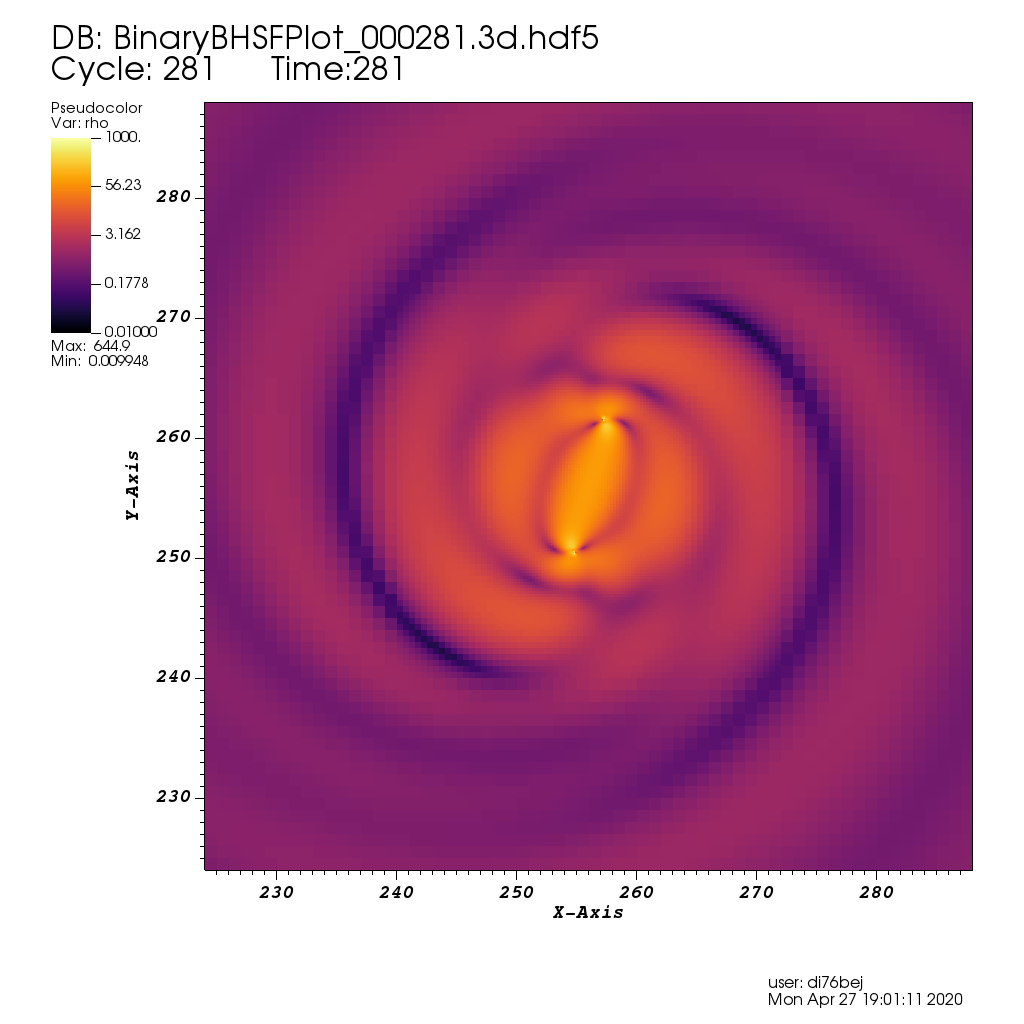 DB: BinaryBHSFPlot_000281.3d.hdf5
Cycle: 281 Time:281
Pseudocolor
Var: rho
1000.
56.23
3.162
0.1778
0.01000
Max: 644.9
Min: 0.009948
280
270
260
250
240
230
Y-Axis
230 240 250 260 270 280
X-Axis
user: di76bej
Mon Apr 27 19:01:11 2020